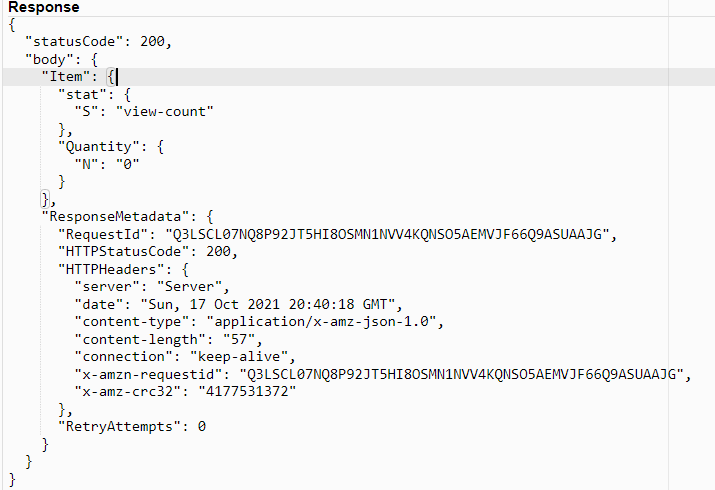 Response
{
  "statusCode": 200,
  "body": {
    "Item": {
      "stat": {
        "S": "view-count"
      },
      "Quantity": {
        "N": "0"
      }
    },
    "ResponseMetadata": {
      "RequestId": "Q3LSCL07NQ8P92JT5HI8OSMN1NVV4KQNSO5AEMVJF66Q9ASUAAJG",
      "HTTPStatusCode": 200,
      "HTTPHeaders": {
        "server": "Server",
        "date": "Sun, 17 Oct 2021 20:40:18 GMT",
        "content-type": "application/x-amz-json-1.0",
        "content-length": "57",
        "connection": "keep-alive",
        "x-amzn-requestid": "Q3LSCL07NQ8P92JT5HI8OSMN1NVV4KQNSO5AEMVJF66Q9ASUAAJG",
        "x-amz-crc32": "4177531372"
      },
      "RetryAttempts": 0
    }
  }
}